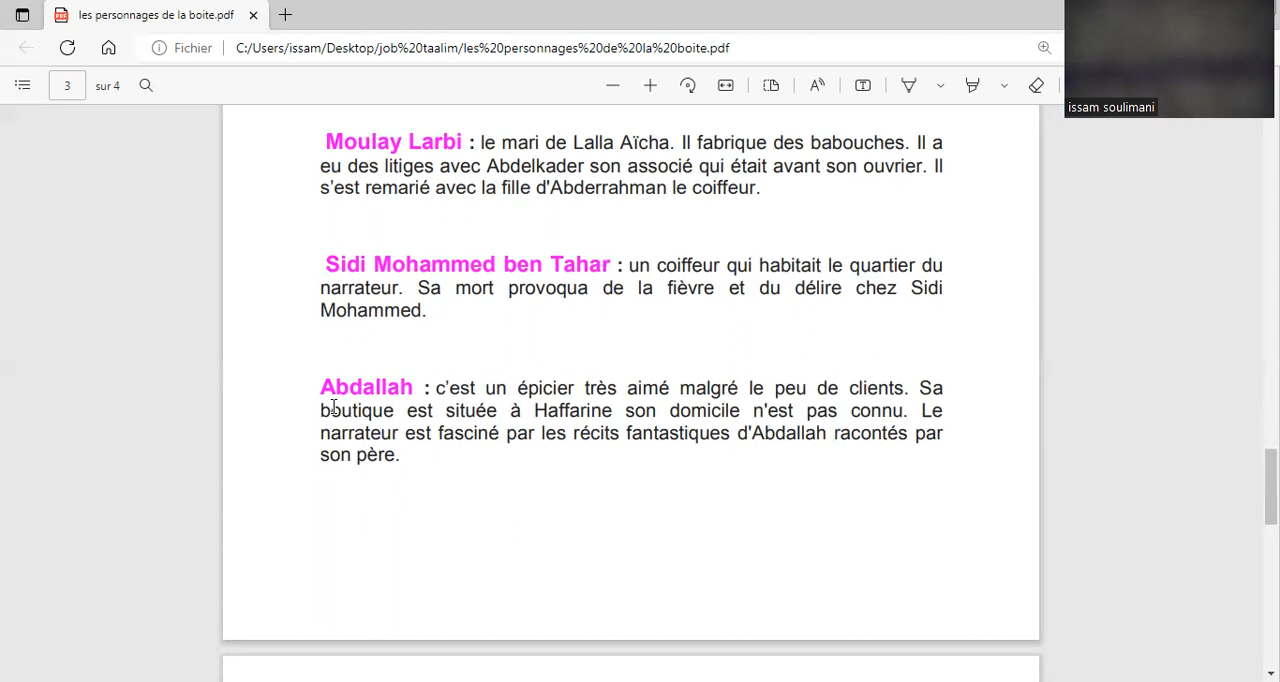 les personnages de la boite.pdf
Fichier
C:/Users/issam/Desktop/job%20taalim/les%20personnages%20de%20la%20boite.pdf
3
sur 4
issam soulimani
Moulay Larbi : le mari de Lalla Aïcha. Il fabrique des babouches. Il a
eu des litiges avec Abdelkader son associé qui était avant son ouvrier. Il
s’est remarié avec la fille d'Abderrahman le coiffeur.
Sidi Mohammed ben Tahar : un coiffeur qui habitait le quartier du
narrateur. Sa mort provoqua de la fièvre et du délire chez Sidi
Mohammed.
Abdallah : c’est un épicier très aimé malgré le peu de clients. Sa
boutique est située à Haffarine son domicile n'est pas connu. Le
narrateur est fasciné par les récits fantastiques d'Abdallah racontés par
son père.